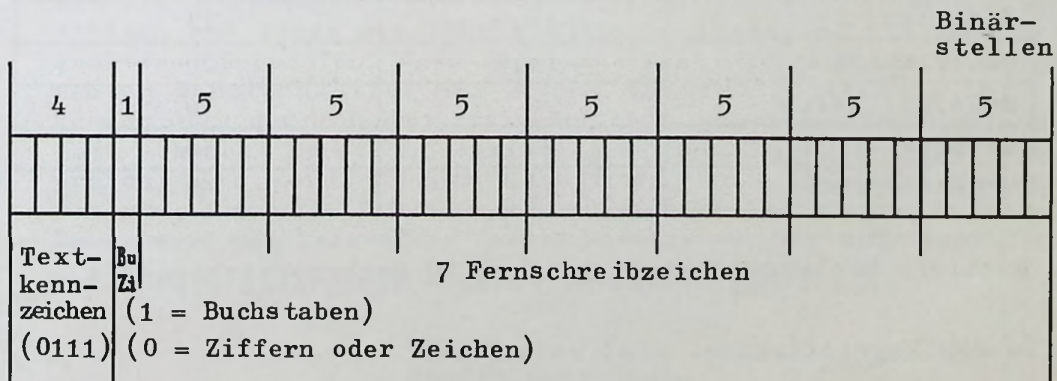 Binär-
stellen
4 1 5 5 5 5 5 5 5
Text- Bu
kenn- Zi 7 Fernschreibzeichen
zeichen (1 = Buchstaben)
(0111) (0 = Ziffern oder Zeichen)